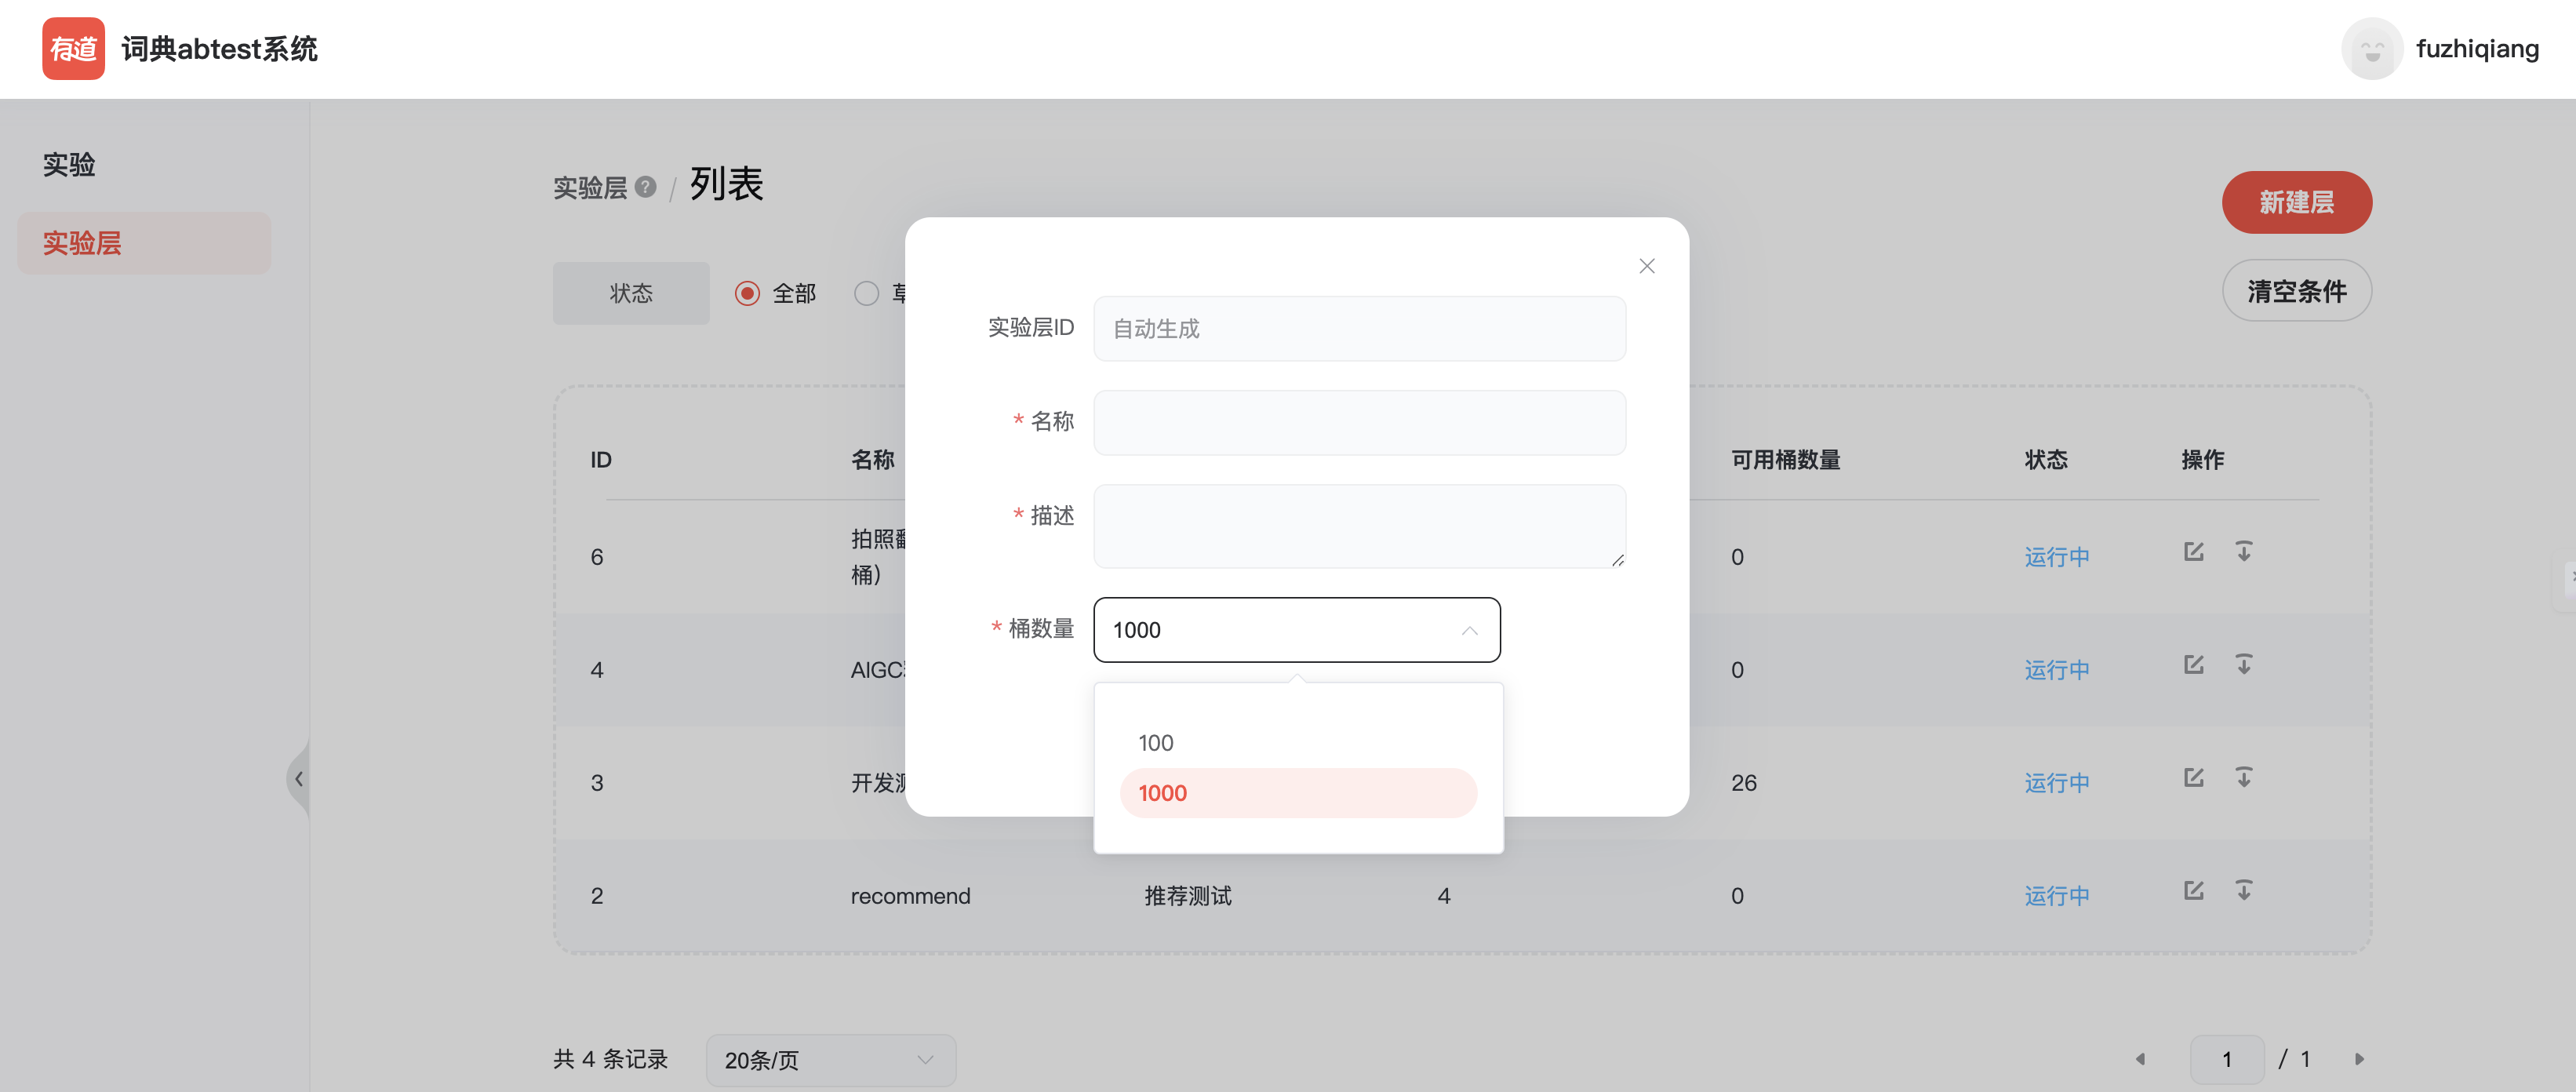 有道 词典abtest系统
fuzhiqiang
实验
实验层
实验层 ? / 列表
新建层
状态 全部
清空条件
实验层ID 自动生成
* 名称
* 描述
* 桶数量 1000
100
1000
ID 名称 可用桶数量 状态 操作
6 拍照 0 运行中
桶)
4 AIGC 0 运行中
3 开发 26 运行中
2 recommend 推荐测试 4 0 运行中
共 4 条记录 20条/页 1 / 1